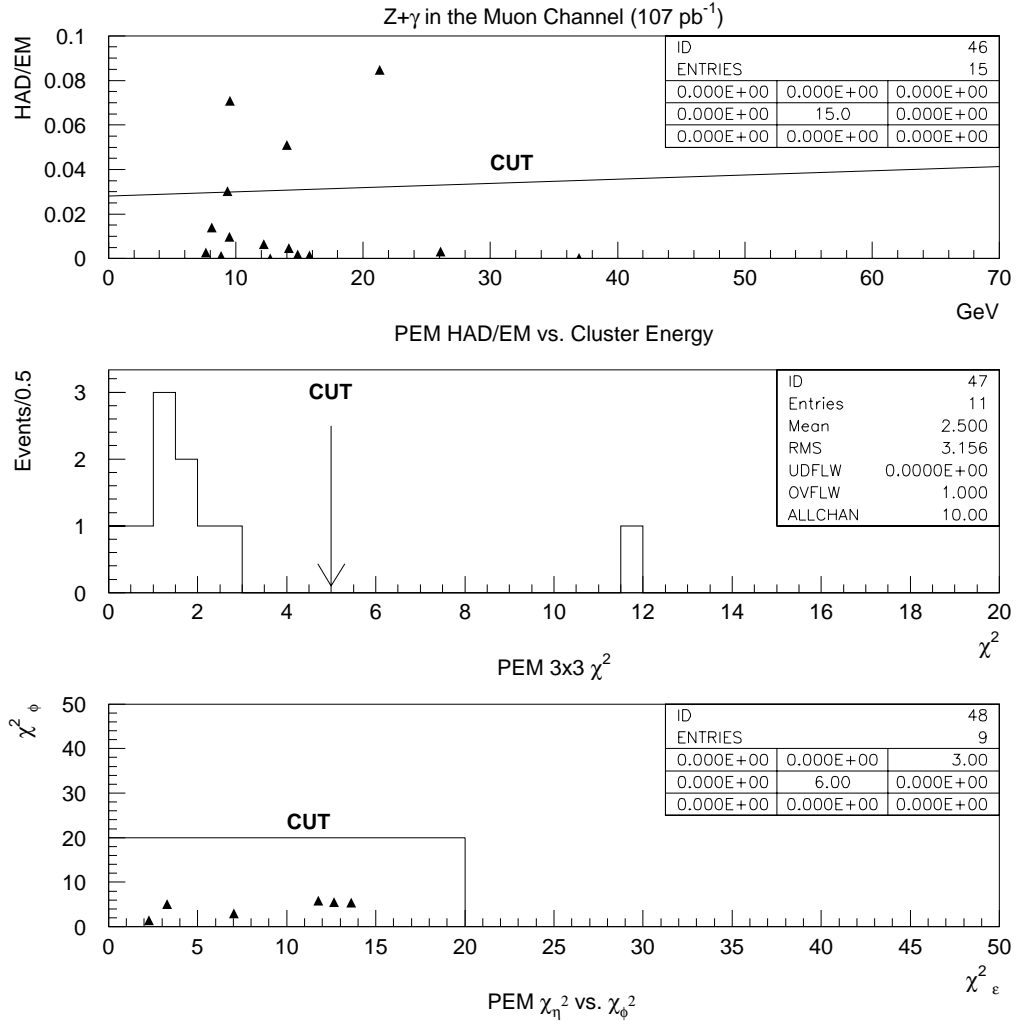 Z+γ in the Muon Channel (107 pb-1)
HAD/EM
0.1
0.08
0.06
0.04
0.02
0
CUT
ID 46
ENTRIES 15
0.000E+00 0.000E+00 0.000E+00
0.000E+00 15.0 0.000E+00
0.000E+00 0.000E+00 0.000E+00
0 10 20 30 40 50 60 70
GeV
PEM HAD/EM vs. Cluster Energy
Events/0.5
3
2
1
0
CUT
ID 47
Entries 11
Mean 2.500
RMS 3.156
UDFLW 0.0000E+00
OVFLW 1.000
ALLCHAN 10.00
0 2 4 6 8 10 12 14 16 18 20
χ2
PEM 3x3 χ2
χ2 ϕ
50
40
30
20
10
0
CUT
ID 48
ENTRIES 9
0.000E+00 0.000E+00 3.00
0.000E+00 6.00 0.000E+00
0.000E+00 0.000E+00 0.000E+00
0 5 10 15 20 25 30 35 40 45 50
χ2 ε
PEM χη2 vs. χϕ2